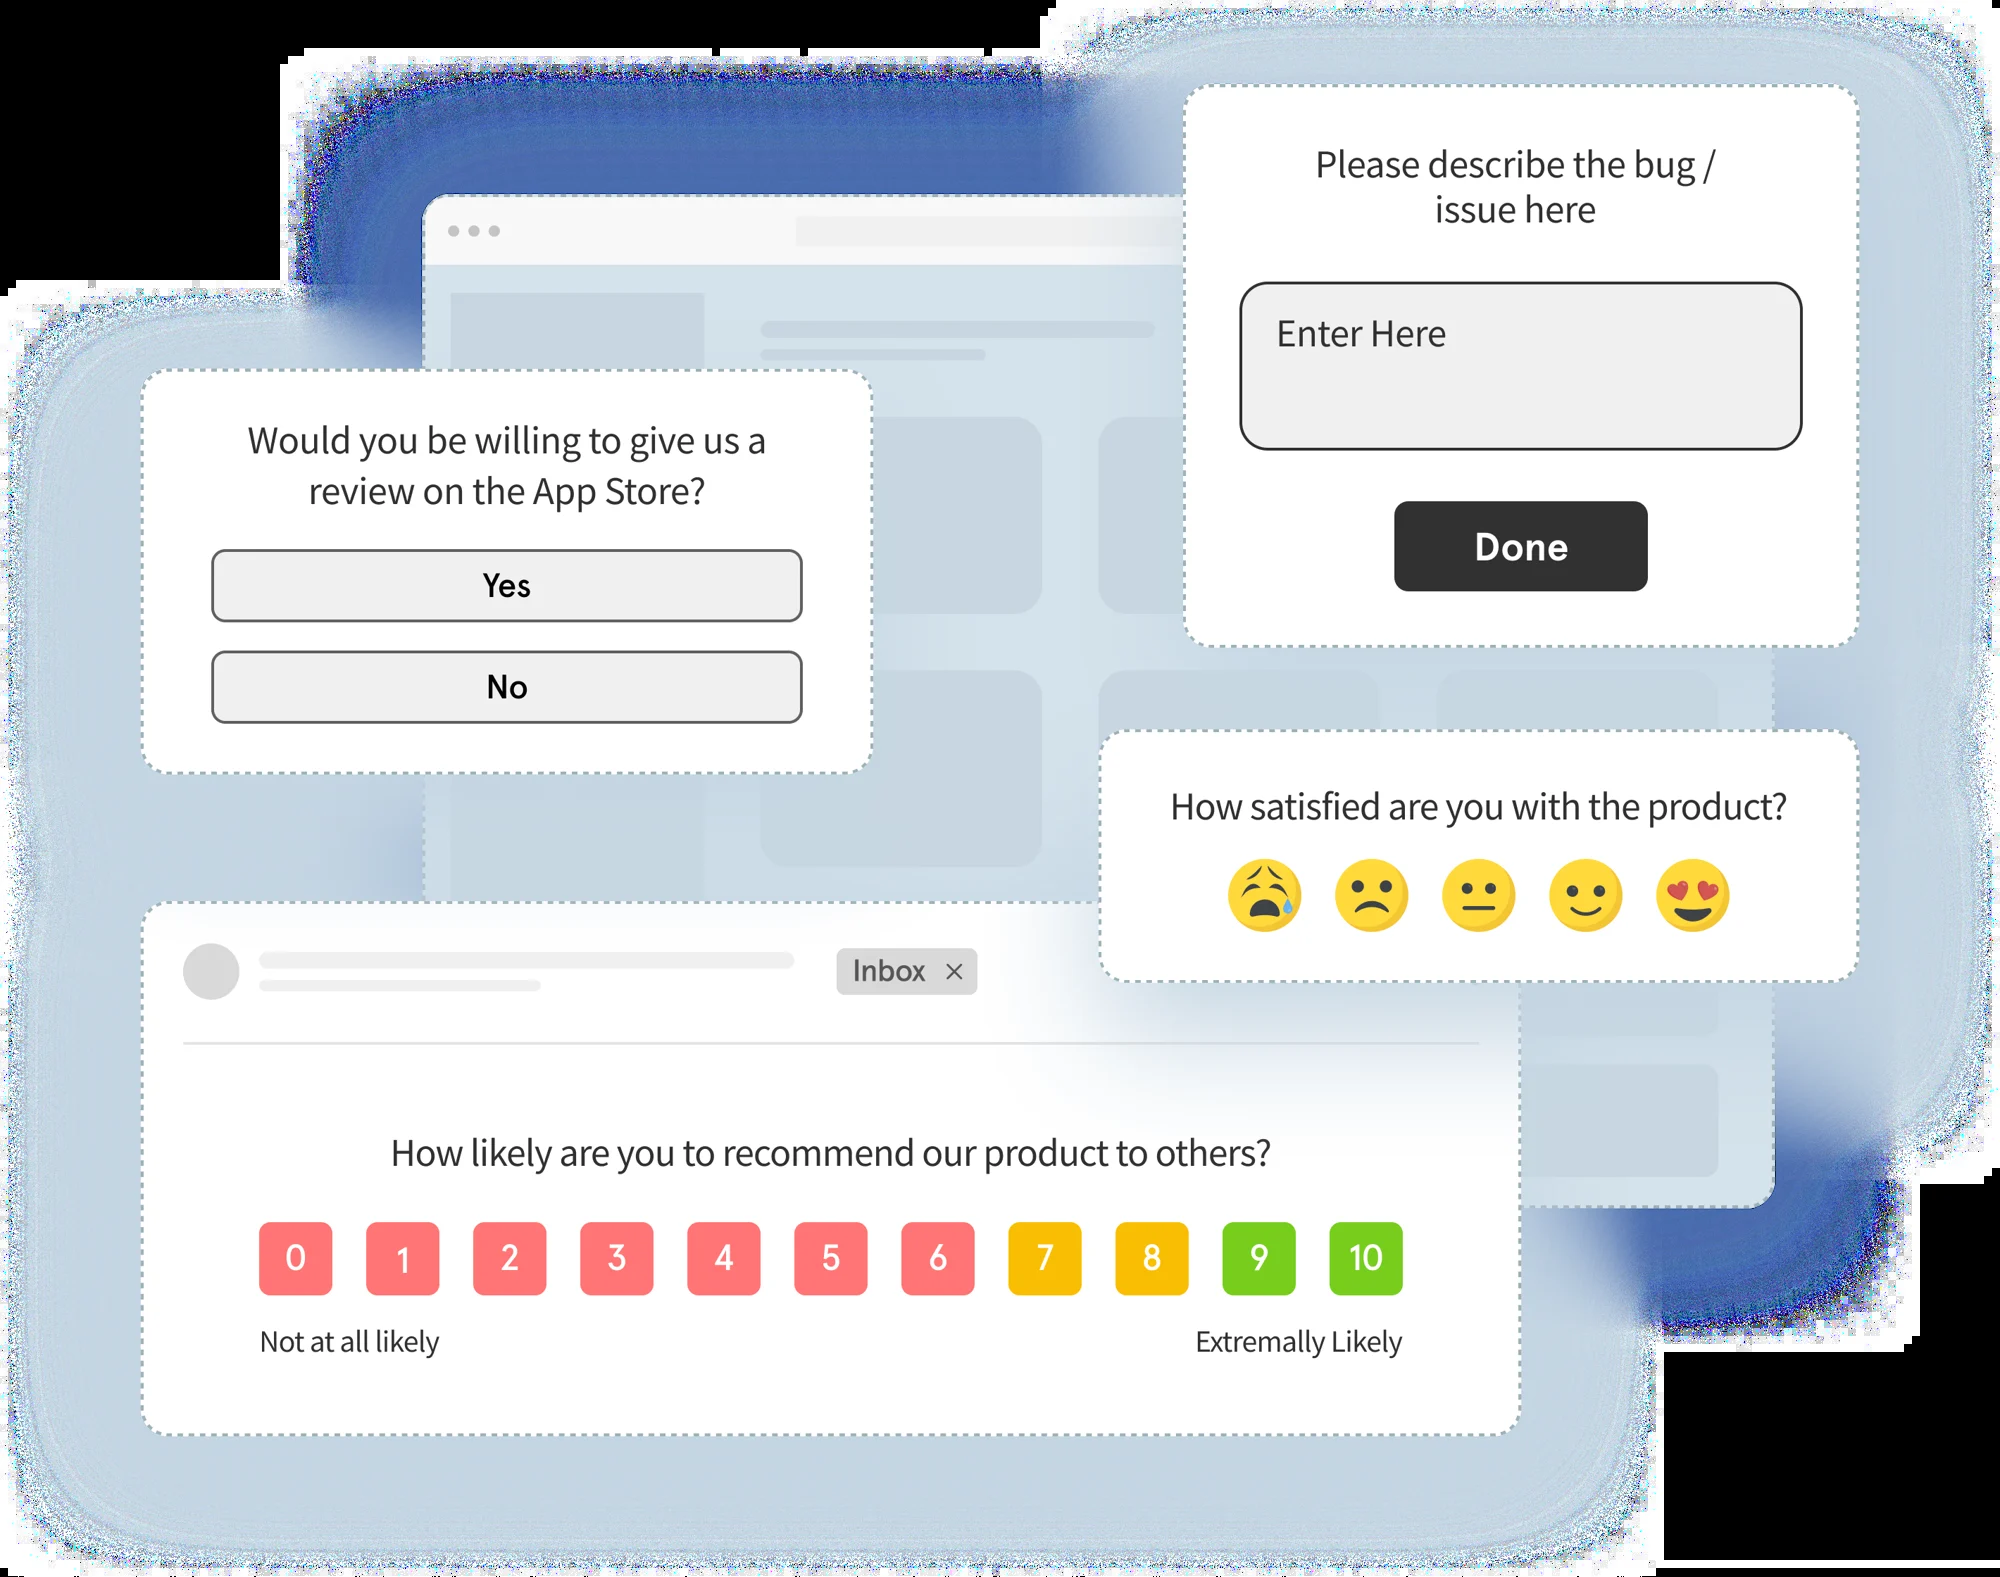 Please describe the bug /
issue here
Enter Here
Done
Would you be willing to give us a
review on the App Store?
Yes
No
How satisfied are you with the product?
Inbox ×
How likely are you to recommend our product to others?
0 1 2 3 4 5 6 7 8 9 10
Not at all likely Extremally Likely